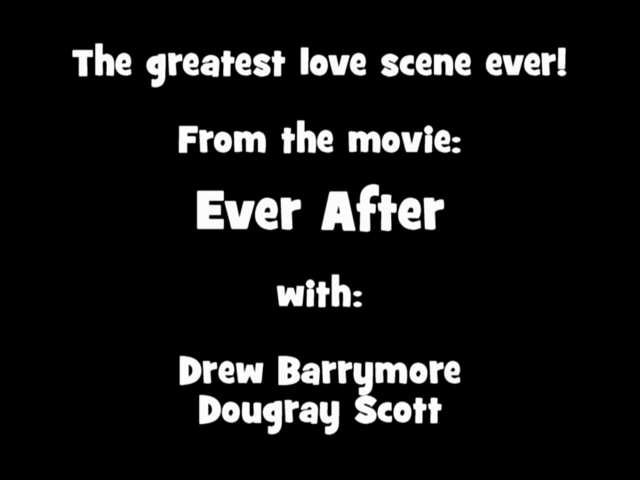 The greatest love scene ever!
From the movie:
Ever After
with:
Drew Barrymore
Dougray Scott